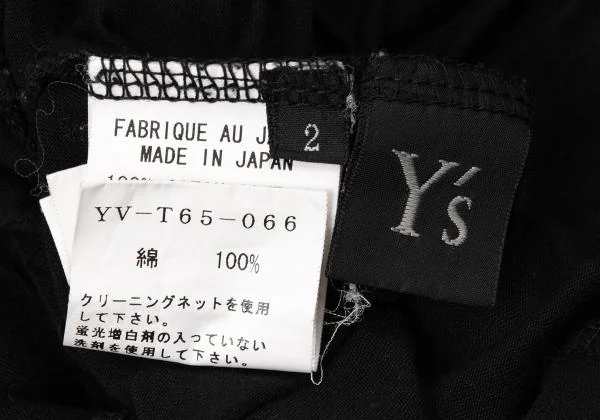 FABRIQUE AU J
MADE IN JAPAN
2
Y's
YV-T65-066
綿 100%
クリーニングネットを使用
して下さい。
蛍光増白剤の入っていない
洗剤を使用して下さい。